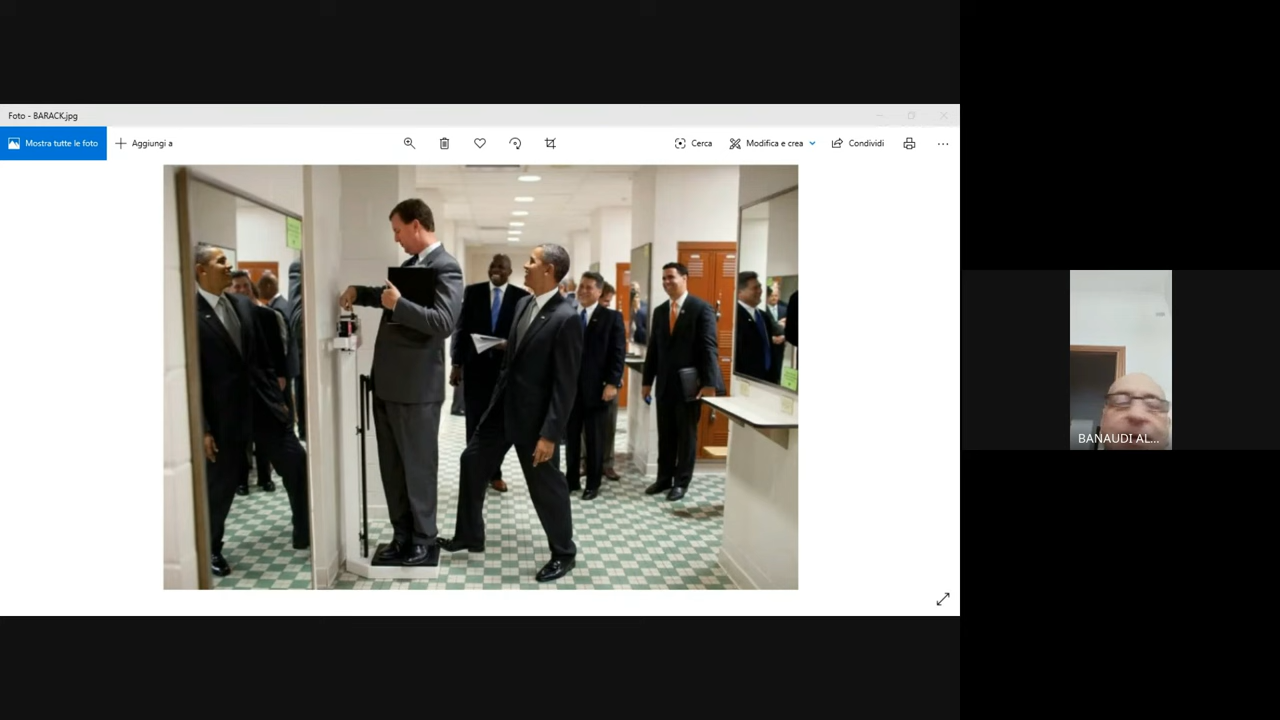 Foto - BARACK.jpg
Mostra tutte le foto
Aggiungi a
Cerca
Modifica e crea
Condividi
BANAUDI AL...